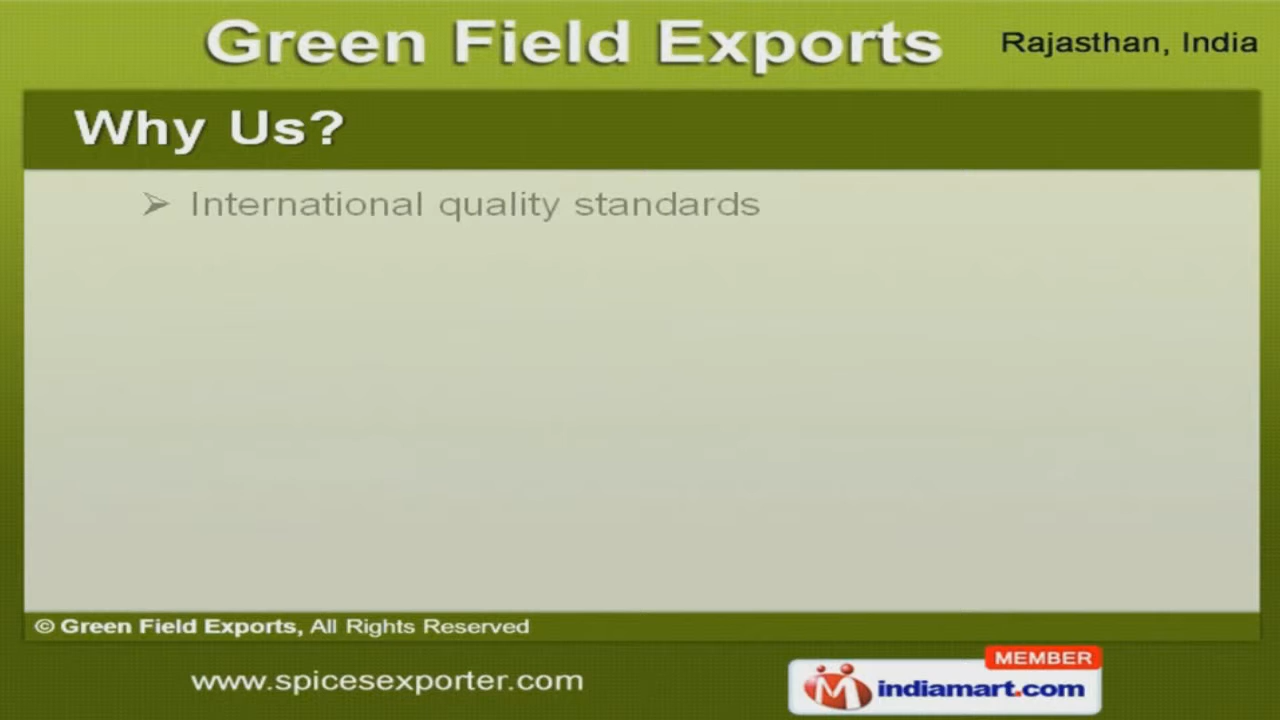 Green Field Exports
Rajasthan, India
Why Us?
➢ International quality standards
© Green Field Exports, All Rights Reserved
www.spicesexporter.com
MEMBER
indiamart.com